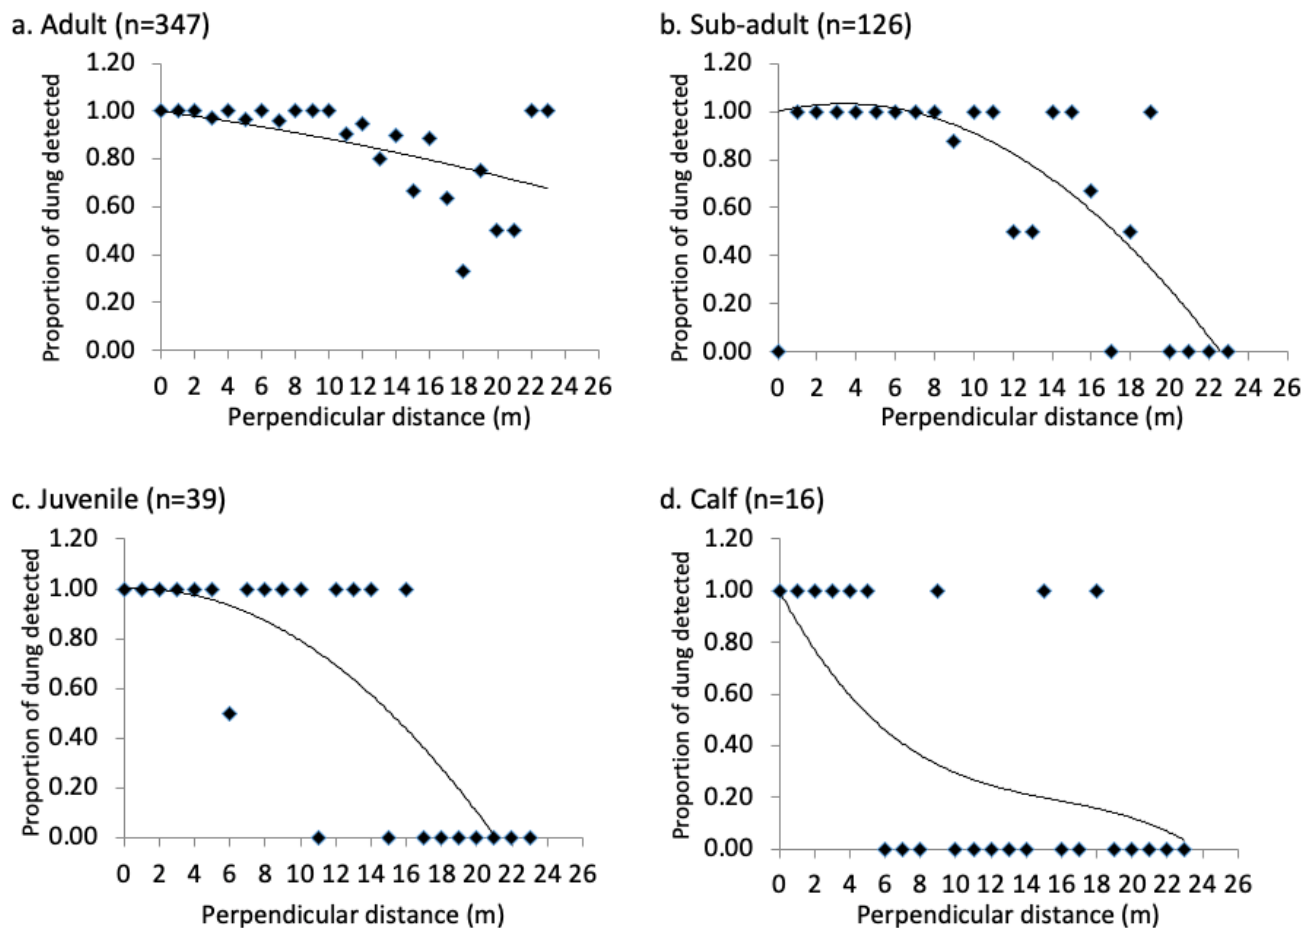 a. Adult (n=347)
Proportion of dung detected
1.20
1.00
0.80
0.60
0.40
0.20
0.00
0 2 4 6 8 10 12 14 16 18 20 22 24 26
Perpendicular distance (m)
b. Sub-adult (n=126)
Proportion of dung detected
1.20
1.00
0.80
0.60
0.40
0.20
0.00
0 2 4 6 8 10 12 14 16 18 20 22 24 26
Perpendicular distance (m)
c. Juvenile (n=39)
Proportion of dung detected
1.20
1.00
0.80
0.60
0.40
0.20
0.00
0 2 4 6 8 10 12 14 16 18 20 22 24 26
Perpendicular distance (m)
d. Calf (n=16)
Proportion of dung detected
1.20
1.00
0.80
0.60
0.40
0.20
0.00
0 2 4 6 8 10 12 14 16 18 20 22 24 26
Perpendicular distance (m)